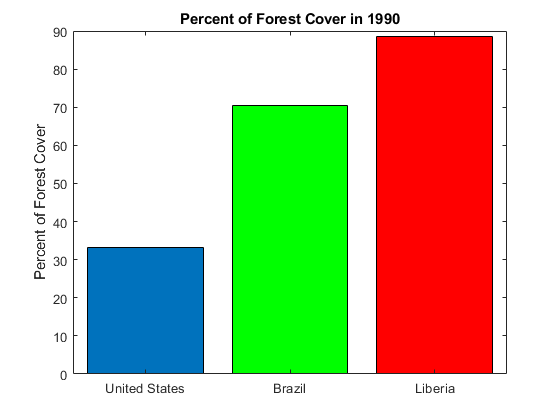 Percent of Forest Cover in 1990
Percent of Forest Cover
90
80
70
60
50
40
30
20
10
0
United States
Brazil
Liberia